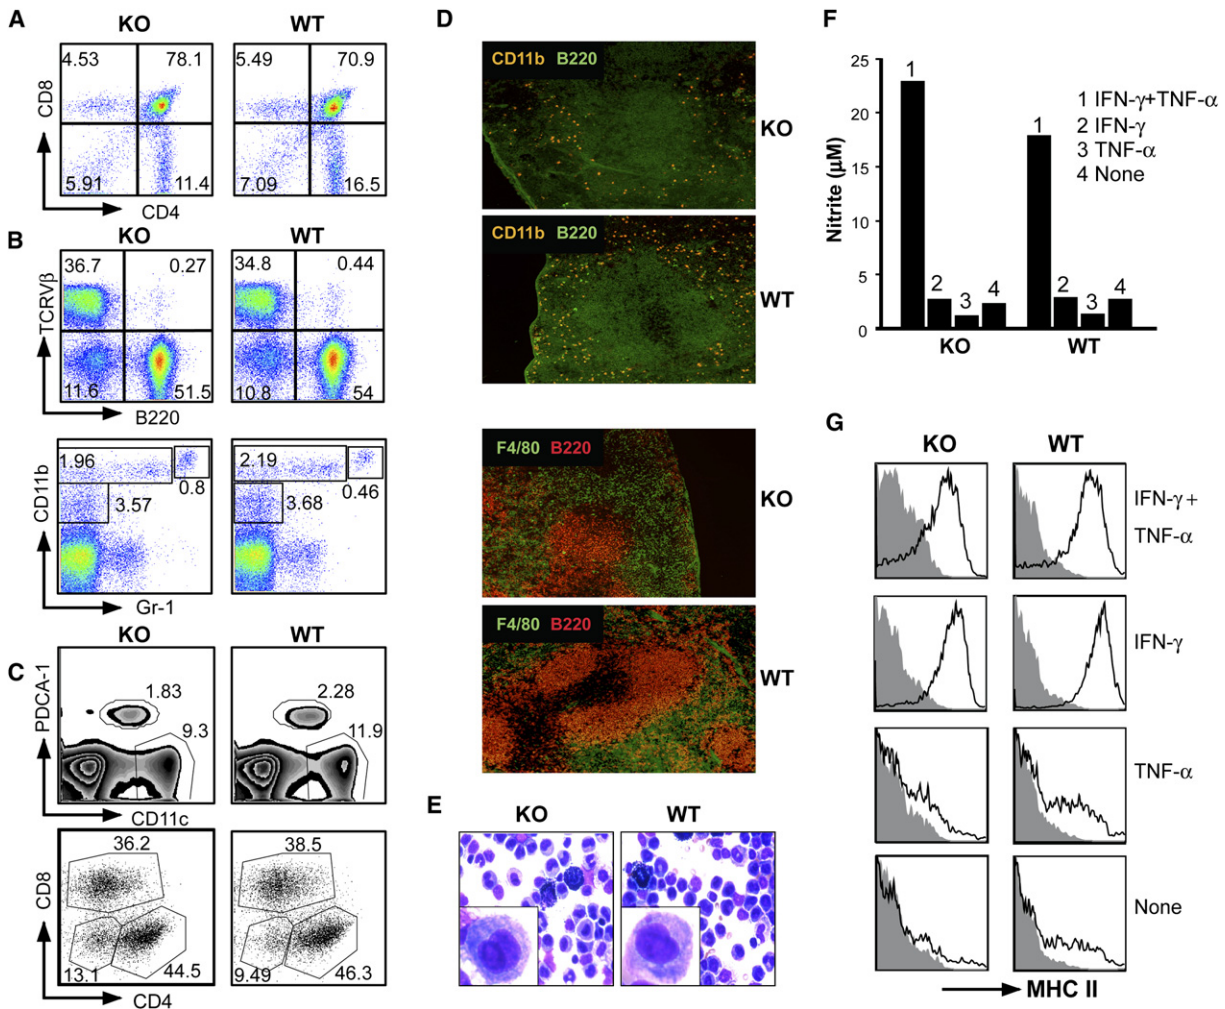 A
KO WT
CD8
4.53 78.1
5.91 11.4
5.49 70.9
7.09 16.5
CD4
B
KO WT
TCRVβ
36.7 0.27
11.6 51.5
34.8 0.44
10.8 54
B220
CD11b
1.96
0.8
3.57
2.19
0.46
3.68
Gr-1
C
KO WT
PDCA-1
1.83
9.3
2.28
11.9
CD11c
CD8
36.2
13.1 44.5
38.5
9.49 46.3
CD4
D
CD11b B220
KO
CD11b B220
WT
F4/80 B220
KO
F4/80 B220
WT
E
KO WT
F
Nitrite (μM)
25
20
15
10
5
0
1
2
3
4
1
2
3
4
KO WT
1 IFN-γ+TNF-α
2 IFN-γ
3 TNF-α
4 None
G
KO WT
IFN-γ +
TNF-α
IFN-γ
TNF-α
None
MHC II